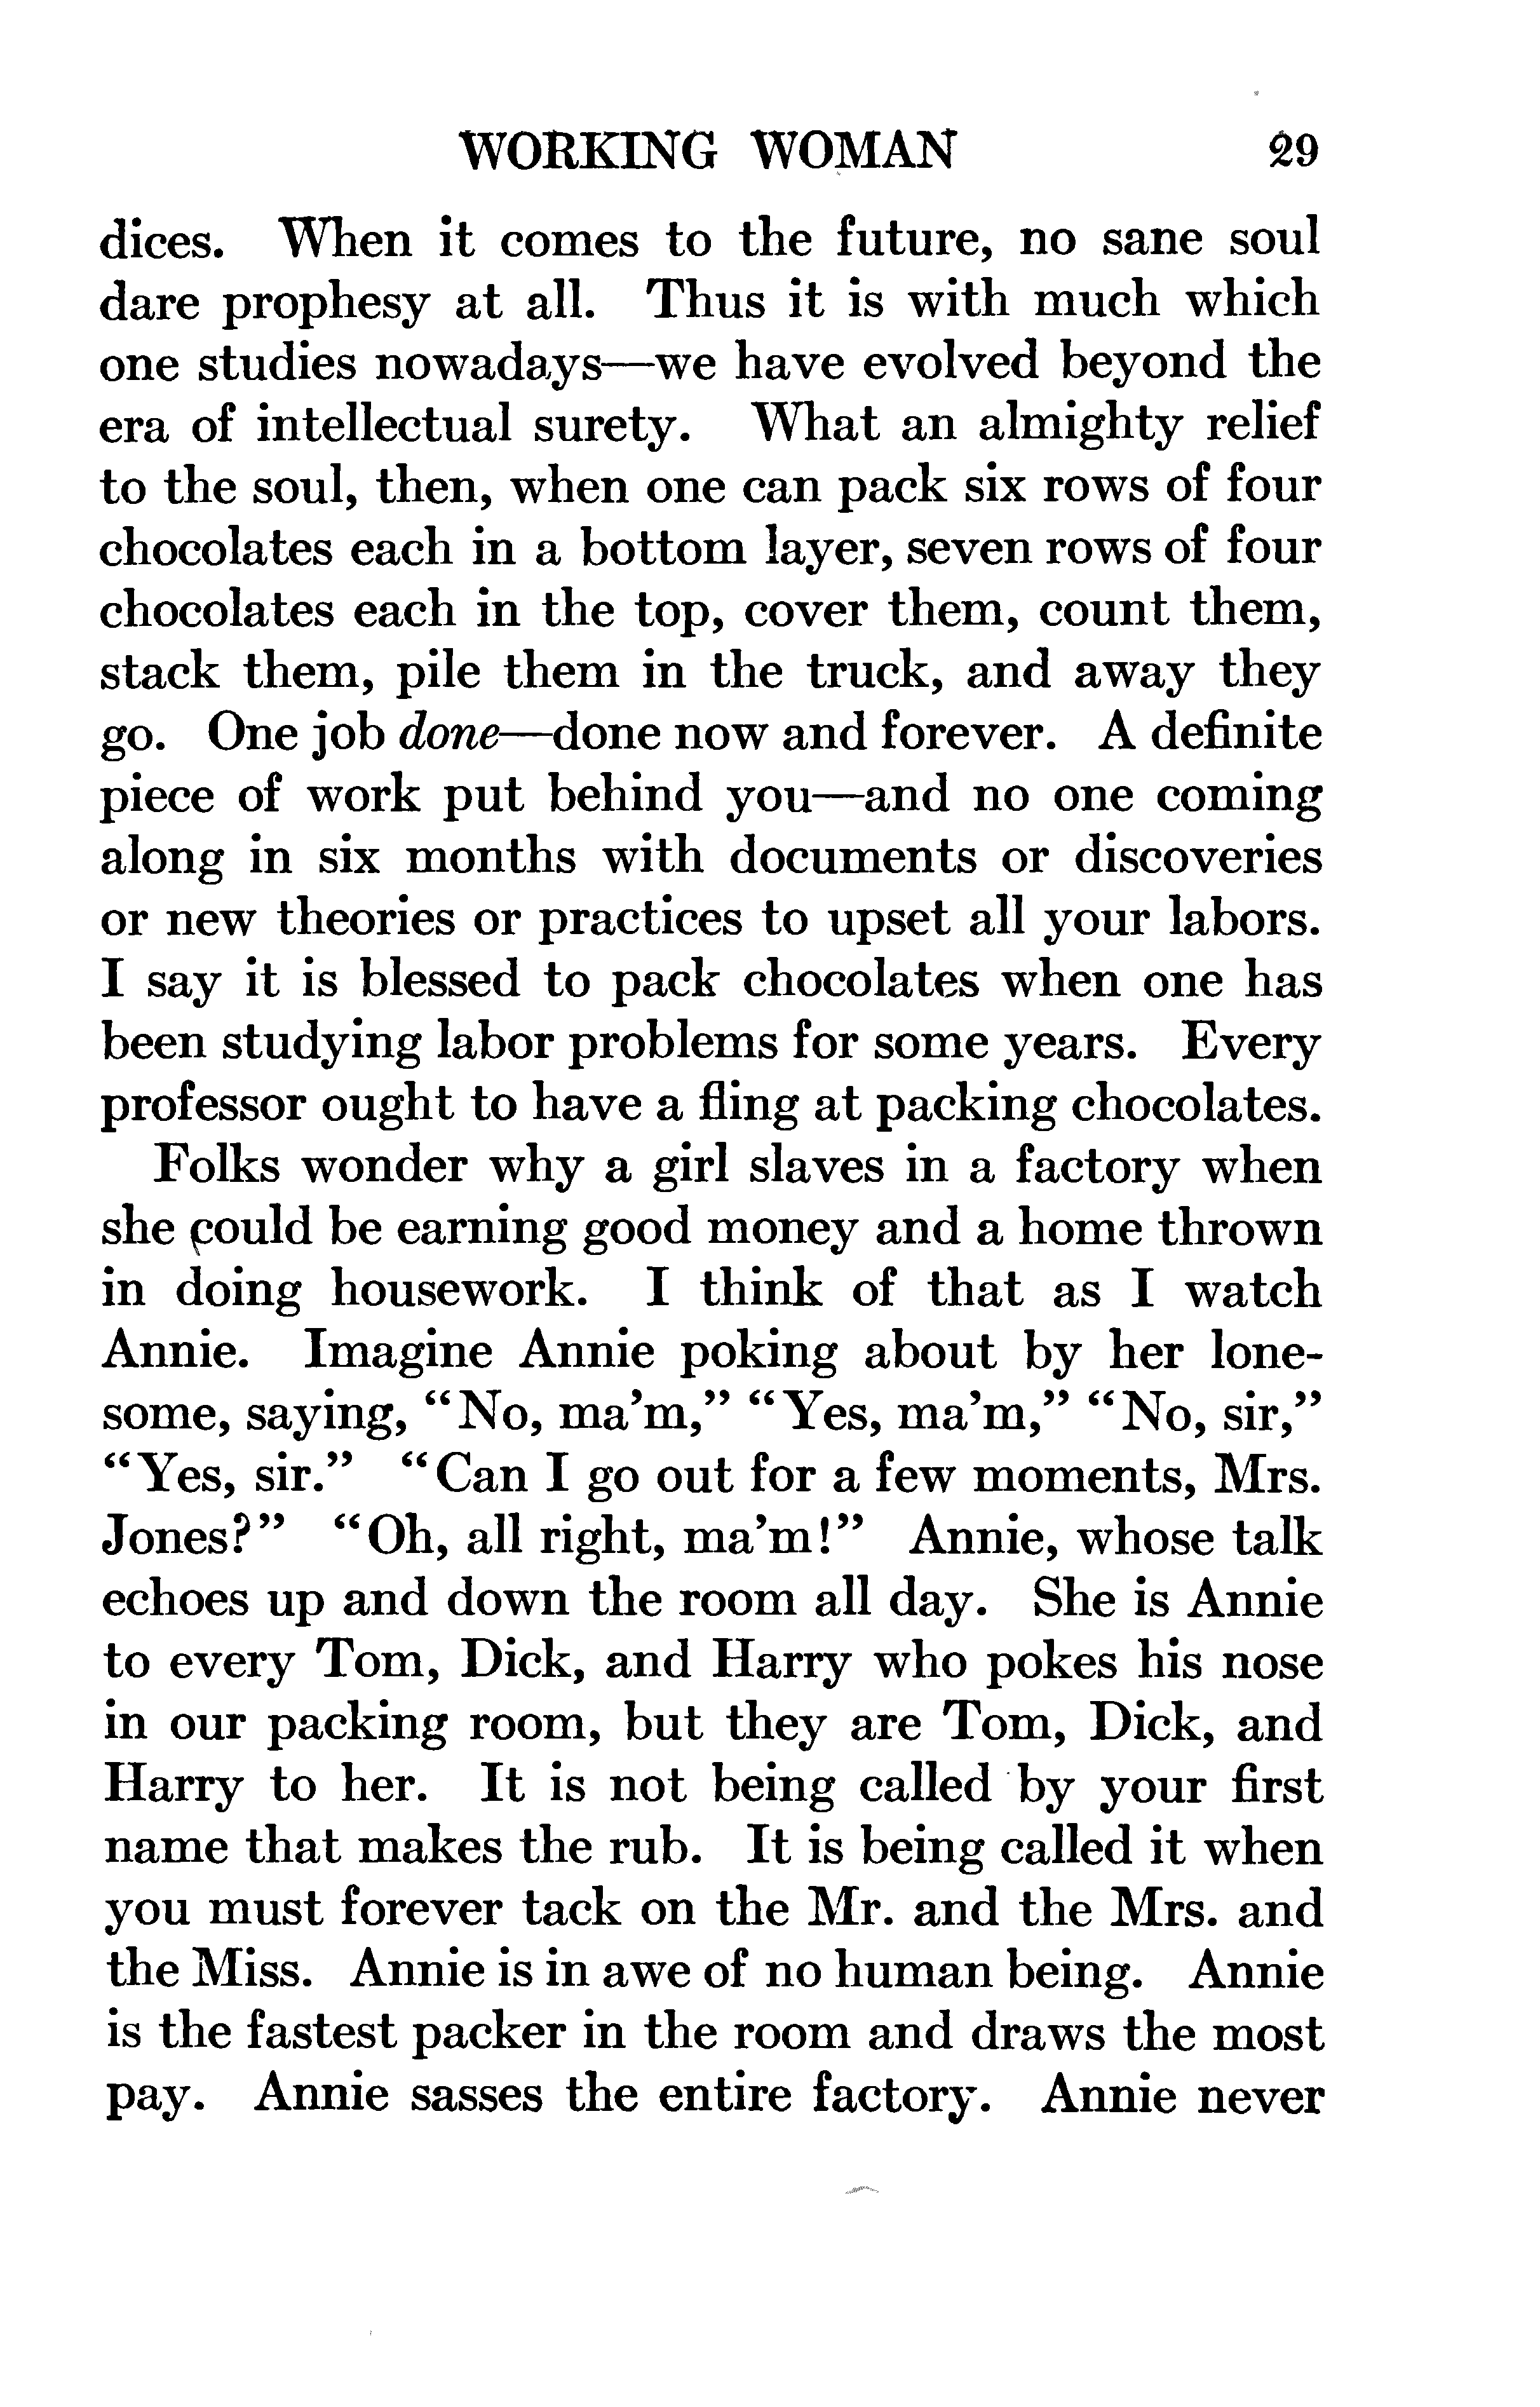 WORKING WOMAN 29
dices. When it comes to the future, no sane soul
dare prophesy at all. Thus it is with much which
one studies nowadays—we have evolved beyond the
era of intellectual surety. What an almighty relief
to the soul, then, when one can pack six rows of four
chocolates each in a bottom layer, seven rows of four
chocolates each in the top, cover them, count them,
stack them, pile them in the truck, and away they
go. One job done—done now and forever. A definite
piece of work put behind you—and no one coming
along in six months with documents or discoveries
or new theories or practices to upset all your labors.
I say it is blessed to pack chocolates when one has
been studying labor problems for some years. Every
professor ought to have a fling at packing chocolates.
Folks wonder why a girl slaves in a factory when
she could be earning good money and a home thrown
in doing housework. I think of that as I watch
Annie. Imagine Annie poking about by her lone-
some, saying, “No, ma’m,” “Yes, ma’m,” “No, sir,”
“Yes, sir.” “Can I go out for a few moments, Mrs.
Jones?” “Oh, all right, ma’m!” Annie, whose talk
echoes up and down the room all day. She is Annie
to every Tom, Dick, and Harry who pokes his nose
in our packing room, but they are Tom, Dick, and
Harry to her. It is not being called by your first
name that makes the rub. It is being called it when
you must forever tack on the Mr. and the Mrs. and
the Miss. Annie is in awe of no human being. Annie
is the fastest packer in the room and draws the most
pay. Annie sasses the entire factory. Annie never